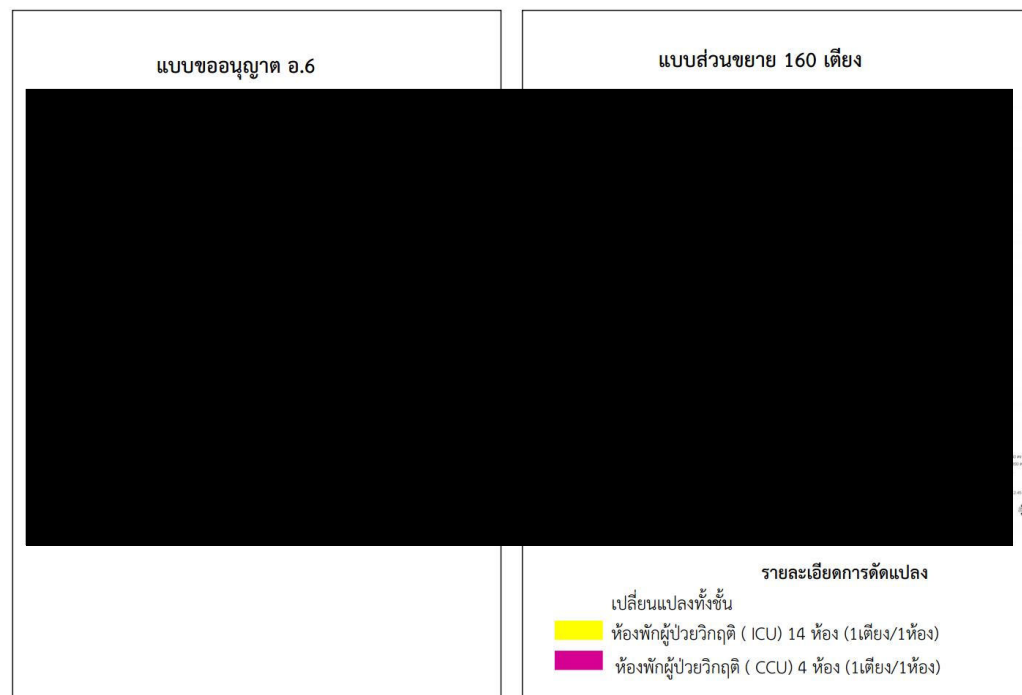 แบบขออนุญาต อ.6
แบบส่วนขยาย 160 เตียง
รายละเอียดการดัดแปลง
เปลี่ยนแปลงทั้งชั้น
ห้องพักผู้ป่วยวิกฤติ ( ICU) 14 ห้อง (1เตียง/1ห้อง)
ห้องพักผู้ป่วยวิกฤติ ( CCU) 4 ห้อง (1เตียง/1ห้อง)